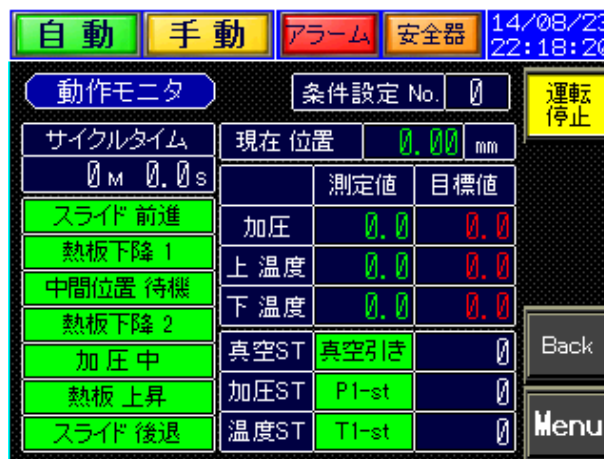 自動 手動 アラーム 安全器 14/08/23
22:18:20
動作モニタ 条件設定 No. 0 運転
停止
サイクルタイム 現在 位置 0.00 mm
0 M 0.0 s 測定値 目標値
スライド 前進
加圧 0.0 0.0
熱板下降 1
上 温度 0.0 0.0
中間位置 待機
下 温度 0.0 0.0
熱板下降 2
真空ST 真空引き 0 Back
加 圧 中
加圧ST P1-st 0
熱板 上昇
温度ST T1-st 0 Menu
スライド 後退